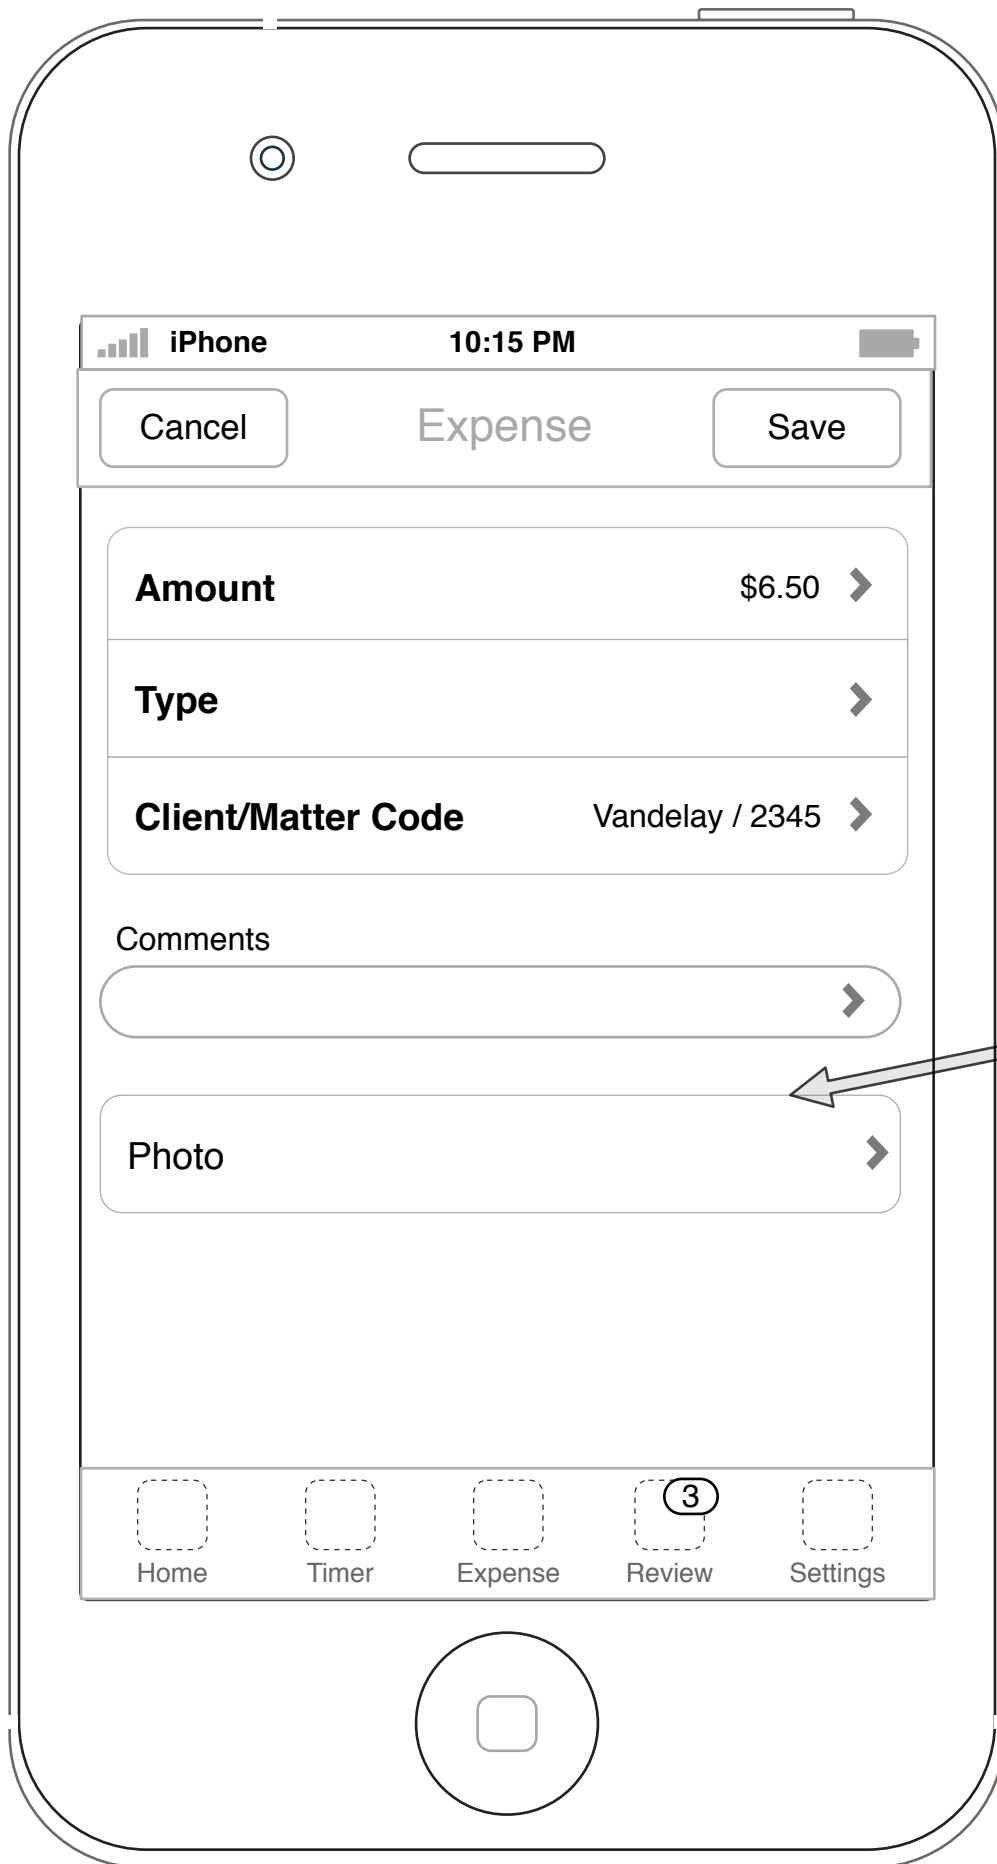 iPhone 10:15 PM
Cancel Expense Save
Amount $6.50
Type
Client/Matter Code Vandelay / 2345
Comments
Photo
3
Home Timer Expense Review Settings